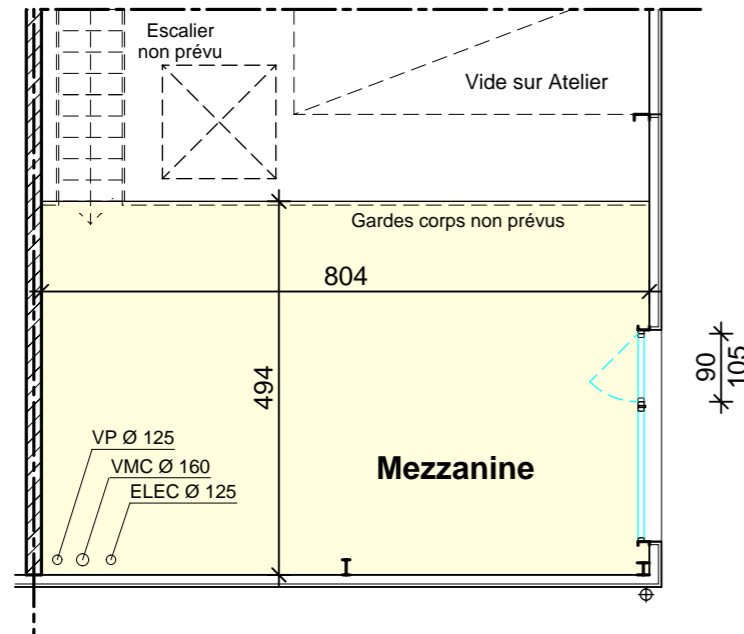 Escalier
non prévu
Vide sur Atelier
Gardes corps non prévus
804
494
90
105
VP Ø 125
VMC Ø 160
ELEC Ø 125
Mezzanine